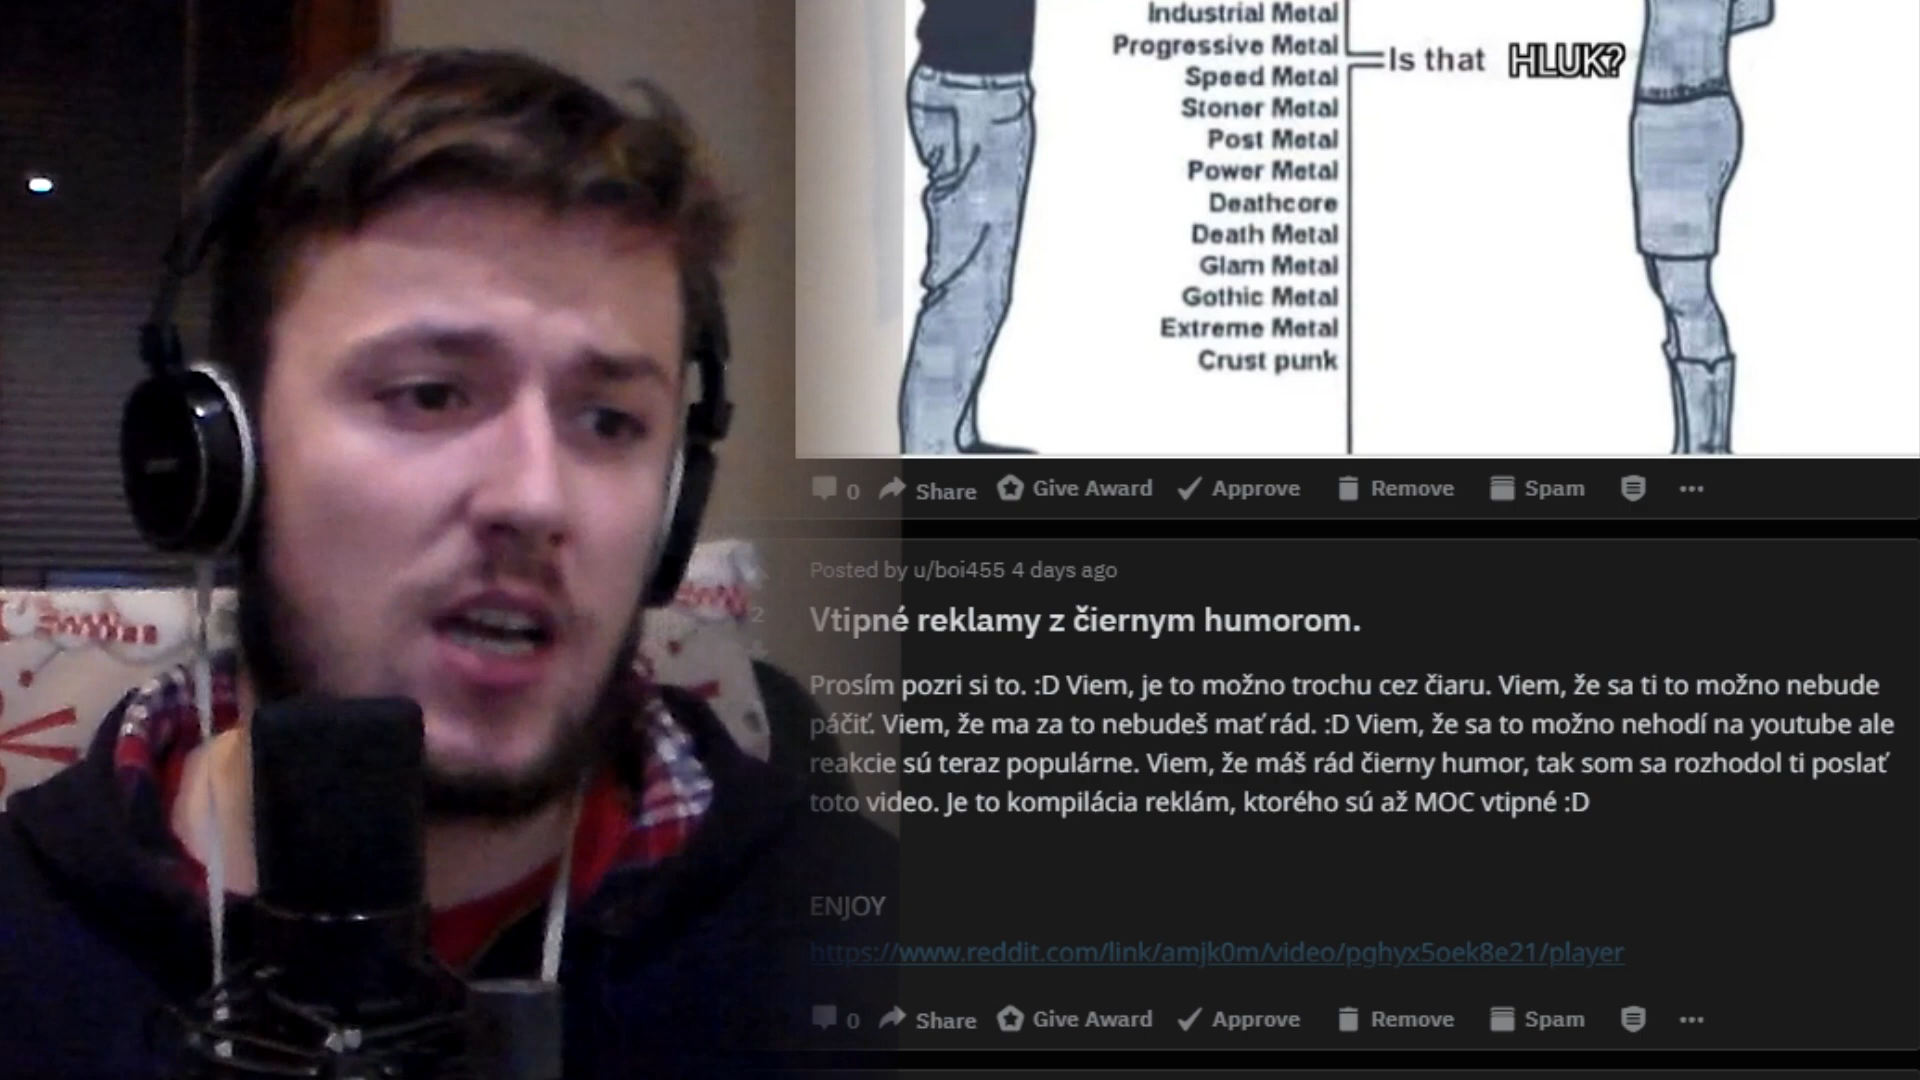 Industrial Metal
Progressive Metal
Is that HLUK?
Speed Metal
Stoner Metal
Post Metal
Power Metal
Deathcore
Death Metal
Glam Metal
Gothic Metal
Extreme Metal
Crust punk
0 Share Give Award Approve Remove Spam
Posted by u/boi455 4 days ago
2
Vtipné reklamy z čiernym humorom.
Prosím pozri si to. :D Viem, je to možno trochu cez čiaru. Viem, že sa ti to možno nebude
páčiť. Viem, že ma za to nebudeš mať rád. :D Viem, že sa to možno nehodí na youtube ale
reakcie sú teraz populárne. Viem, že máš rád čierny humor, tak som sa rozhodol ti poslať
toto video. Je to kompilácia reklám, ktorého sú až MOC vtipné :D
ENJOY
https://www.reddit.com/link/amjk0m/video/pghyx5oek8e21/player
0 Share Give Award Approve Remove Spam